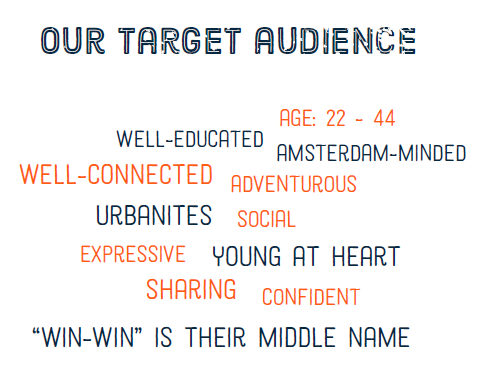 OUR TARGET AUDIENCE
AGE: 22 - 44
WELL-EDUCATED
AMSTERDAM-MINDED
WELL-CONNECTED
ADVENTUROUS
URBANITES
SOCIAL
EXPRESSIVE
YOUNG AT HEART
SHARING
CONFIDENT
“WIN-WIN” IS THEIR MIDDLE NAME